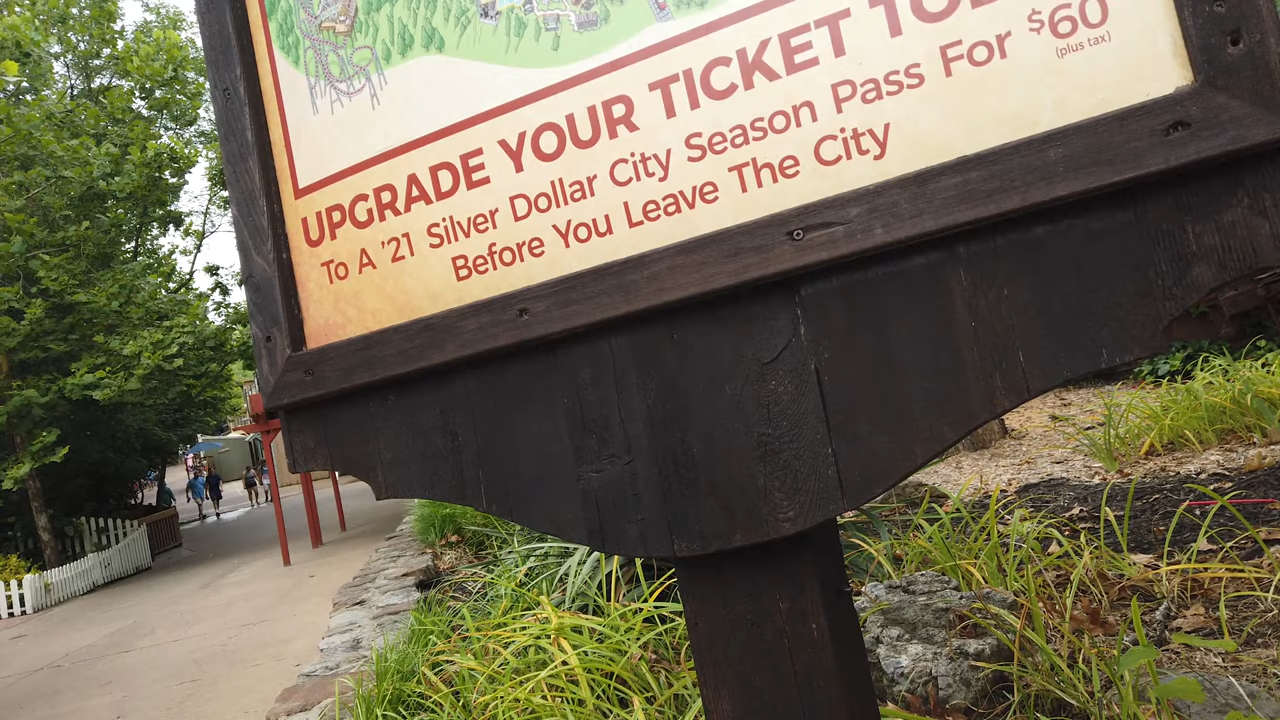 UPGRADE YOUR TICKET
To A '21 Silver Dollar City Season Pass For $60
(plus tax)
Before You Leave The City